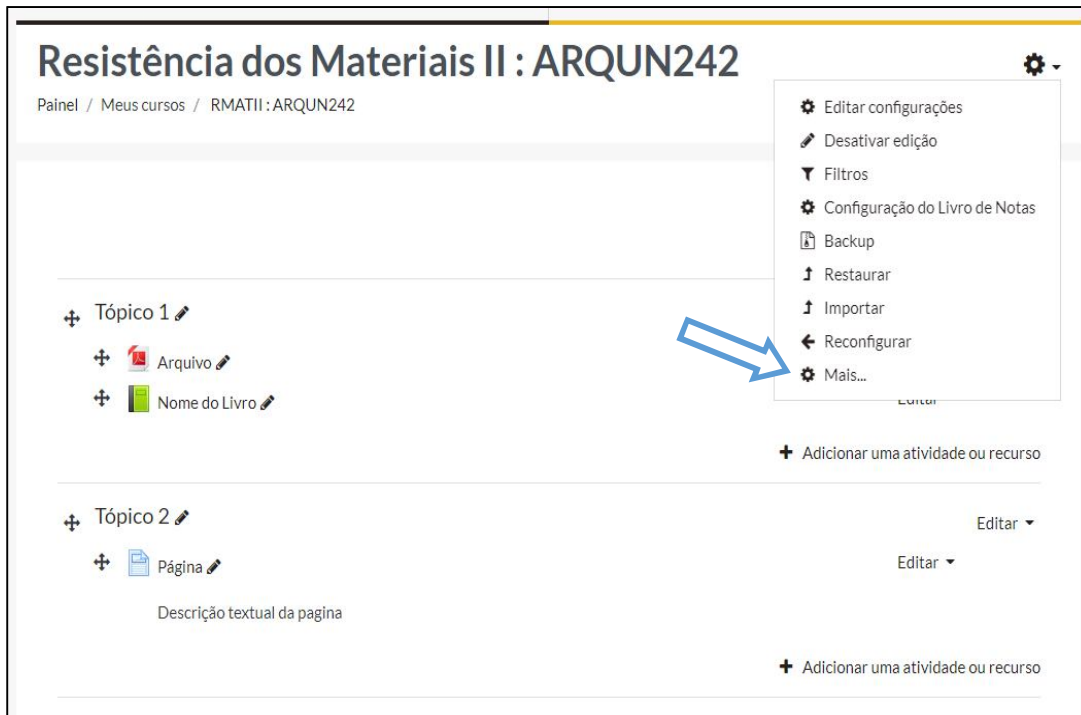 Resistência dos Materiais II : ARQUN242
Painel / Meus cursos / RMATII : ARQUN242
Editar configurações
Desativar edição
Filtros
Configuração do Livro de Notas
Backup
Restaurar
Importar
Reconfigurar
Mais...
Tópico 1
Arquivo
Nome do Livro
Editar
+ Adicionar uma atividade ou recurso
Tópico 2
Editar
Página
Editar
Descrição textual da pagina
+ Adicionar uma atividade ou recurso